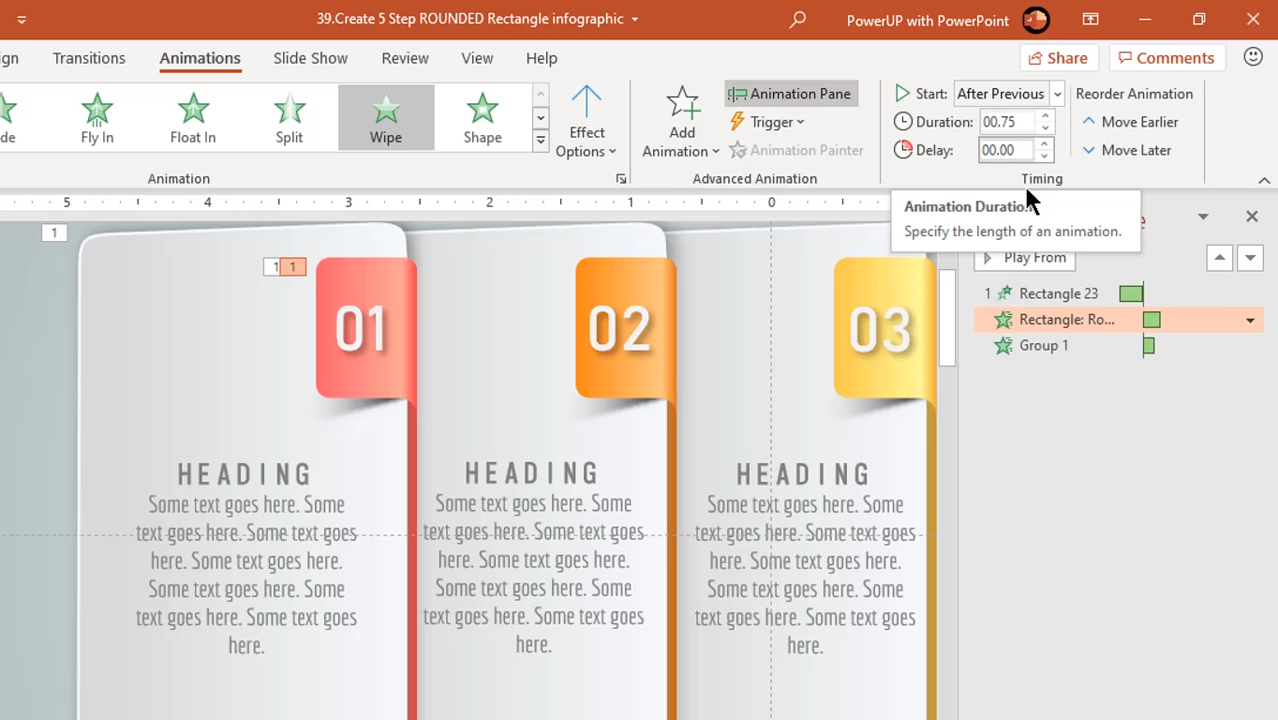 39.Create 5 Step ROUNDED Rectangle infographic
PowerUP with PowerPoint
gn
Transitions
Animations
Slide Show
Review
View
Help
Share
Comments
de
Fly In
Float In
Split
Wipe
Shape
Effect
Options
Add
Animation
Animation Pane
Trigger
Animation Painter
Start:
After Previous
Duration:
00.75
Delay:
00.00
Reorder Animation
Move Earlier
Move Later
Animation
Advanced Animation
Timing
5
4
3
2
1
0
Animation Duration
Specify the length of an animation.
e
Play From
1 Rectangle 23
Rectangle: Ro...
Group 1
1
1
1
01
02
03
HEADING
Some text goes here. Some
text goes here. Some text goes
here. Some text goes here.
Some text goes here. Some
text goes here. Some text goes
here.
HEADING
Some text goes here. Some
text goes here. Some text goes
here. Some text goes here.
Some text goes here. Some
text goes here. Some text goes
here.
HEADING
Some text goes here. Some
text goes here. Some text goes
here. Some text goes here.
Some text goes here. Some
text goes here. Some text goes
here.